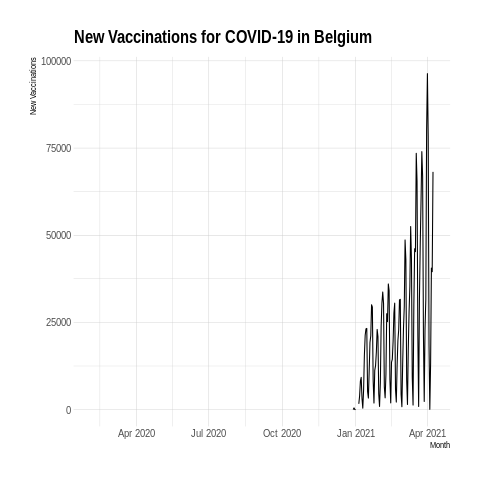 New Vaccinations for COVID-19 in Belgium
New Vaccinations
100000
75000
50000
25000
0
Apr 2020 Jul 2020 Oct 2020 Jan 2021 Apr 2021
Month